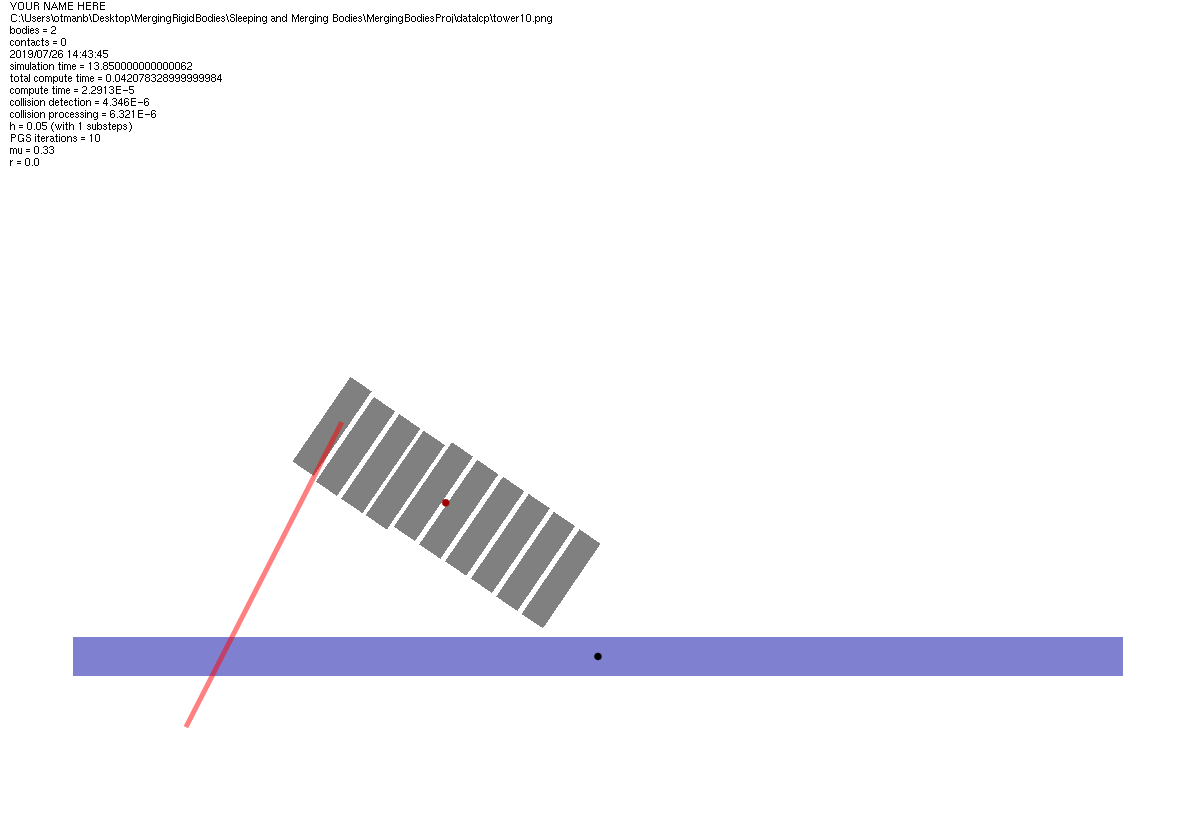 YOUR NAME HERE
C:\Users\otmanb\Desktop\MergingRigidBodies\Sleeping and Merging Bodies\MergingBodiesProj\datalcp\tower10.png
bodies = 2
contacts = 0
2019/07/26 14:43:45
simulation time = 13.850000000000062
total compute time = 0.042078328999999984
compute time = 2.2913E-5
collision detection = 4.346E-6
collision processing = 6.321E-6
h = 0.05 (with 1 substeps)
PGS iterations = 10
mu = 0.33
r = 0.0